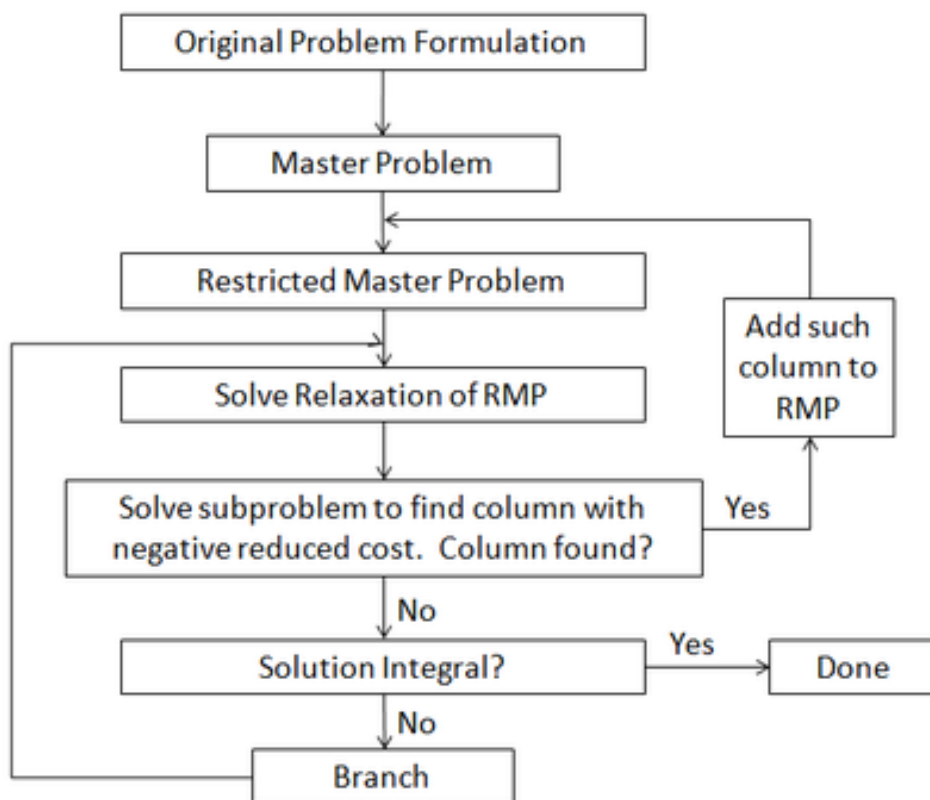 Original Problem Formulation
Master Problem
Restricted Master Problem
Add such
column to
RMP
Solve Relaxation of RMP
Solve subproblem to find column with
negative reduced cost.  Column found?
Yes
No
Solution Integral?
Yes
Done
No
Branch